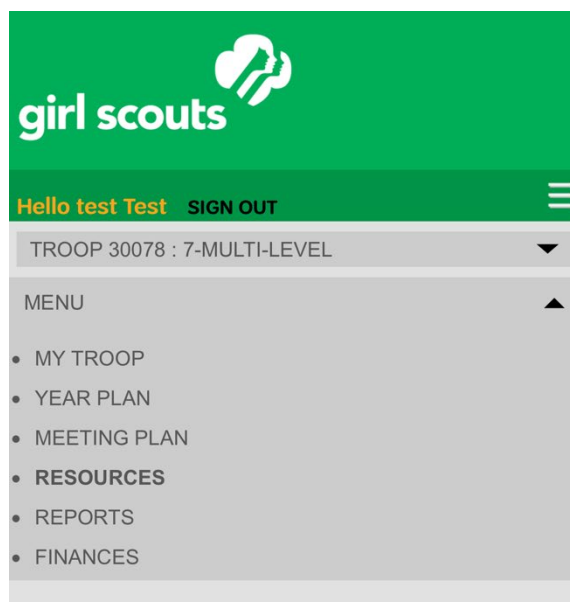 girl scouts
Hello test Test SIGN OUT
TROOP 30078 : 7-MULTI-LEVEL
MENU
MY TROOP
YEAR PLAN
MEETING PLAN
RESOURCES
REPORTS
FINANCES